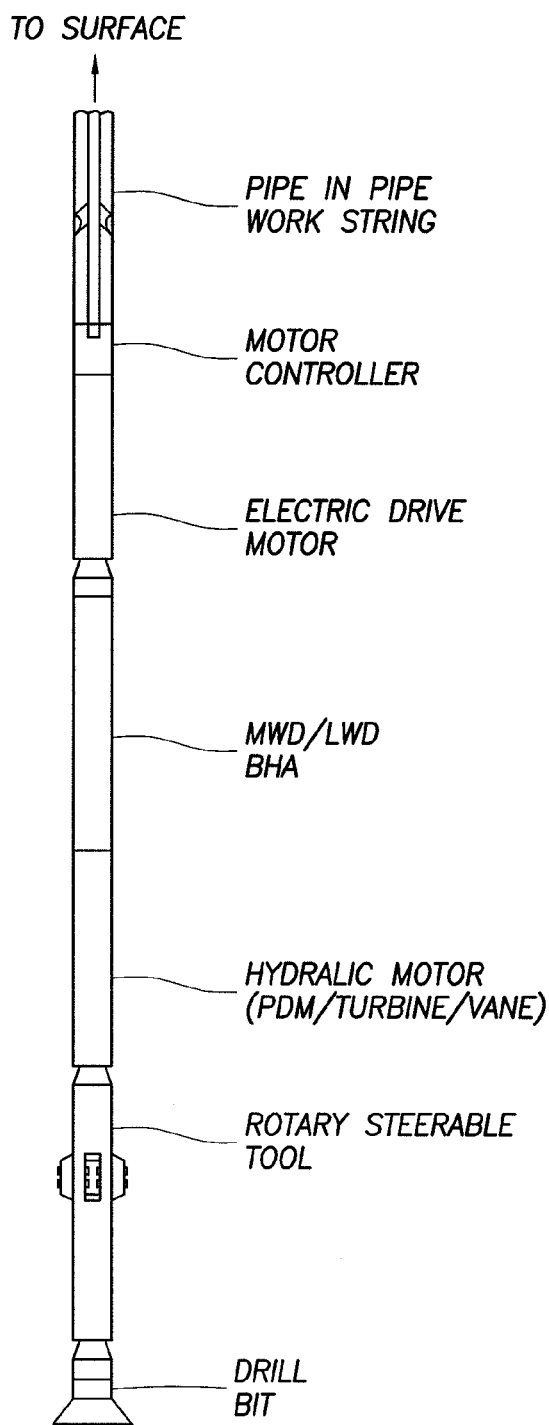 TO SURFACE
PIPE IN PIPE
WORK STRING
MOTOR
CONTROLLER
ELECTRIC DRIVE
MOTOR
MWD/LWD
BHA
HYDRALIC MOTOR
(PDM/TURBINE/VANE)
ROTARY STEERABLE
TOOL
DRILL
BIT